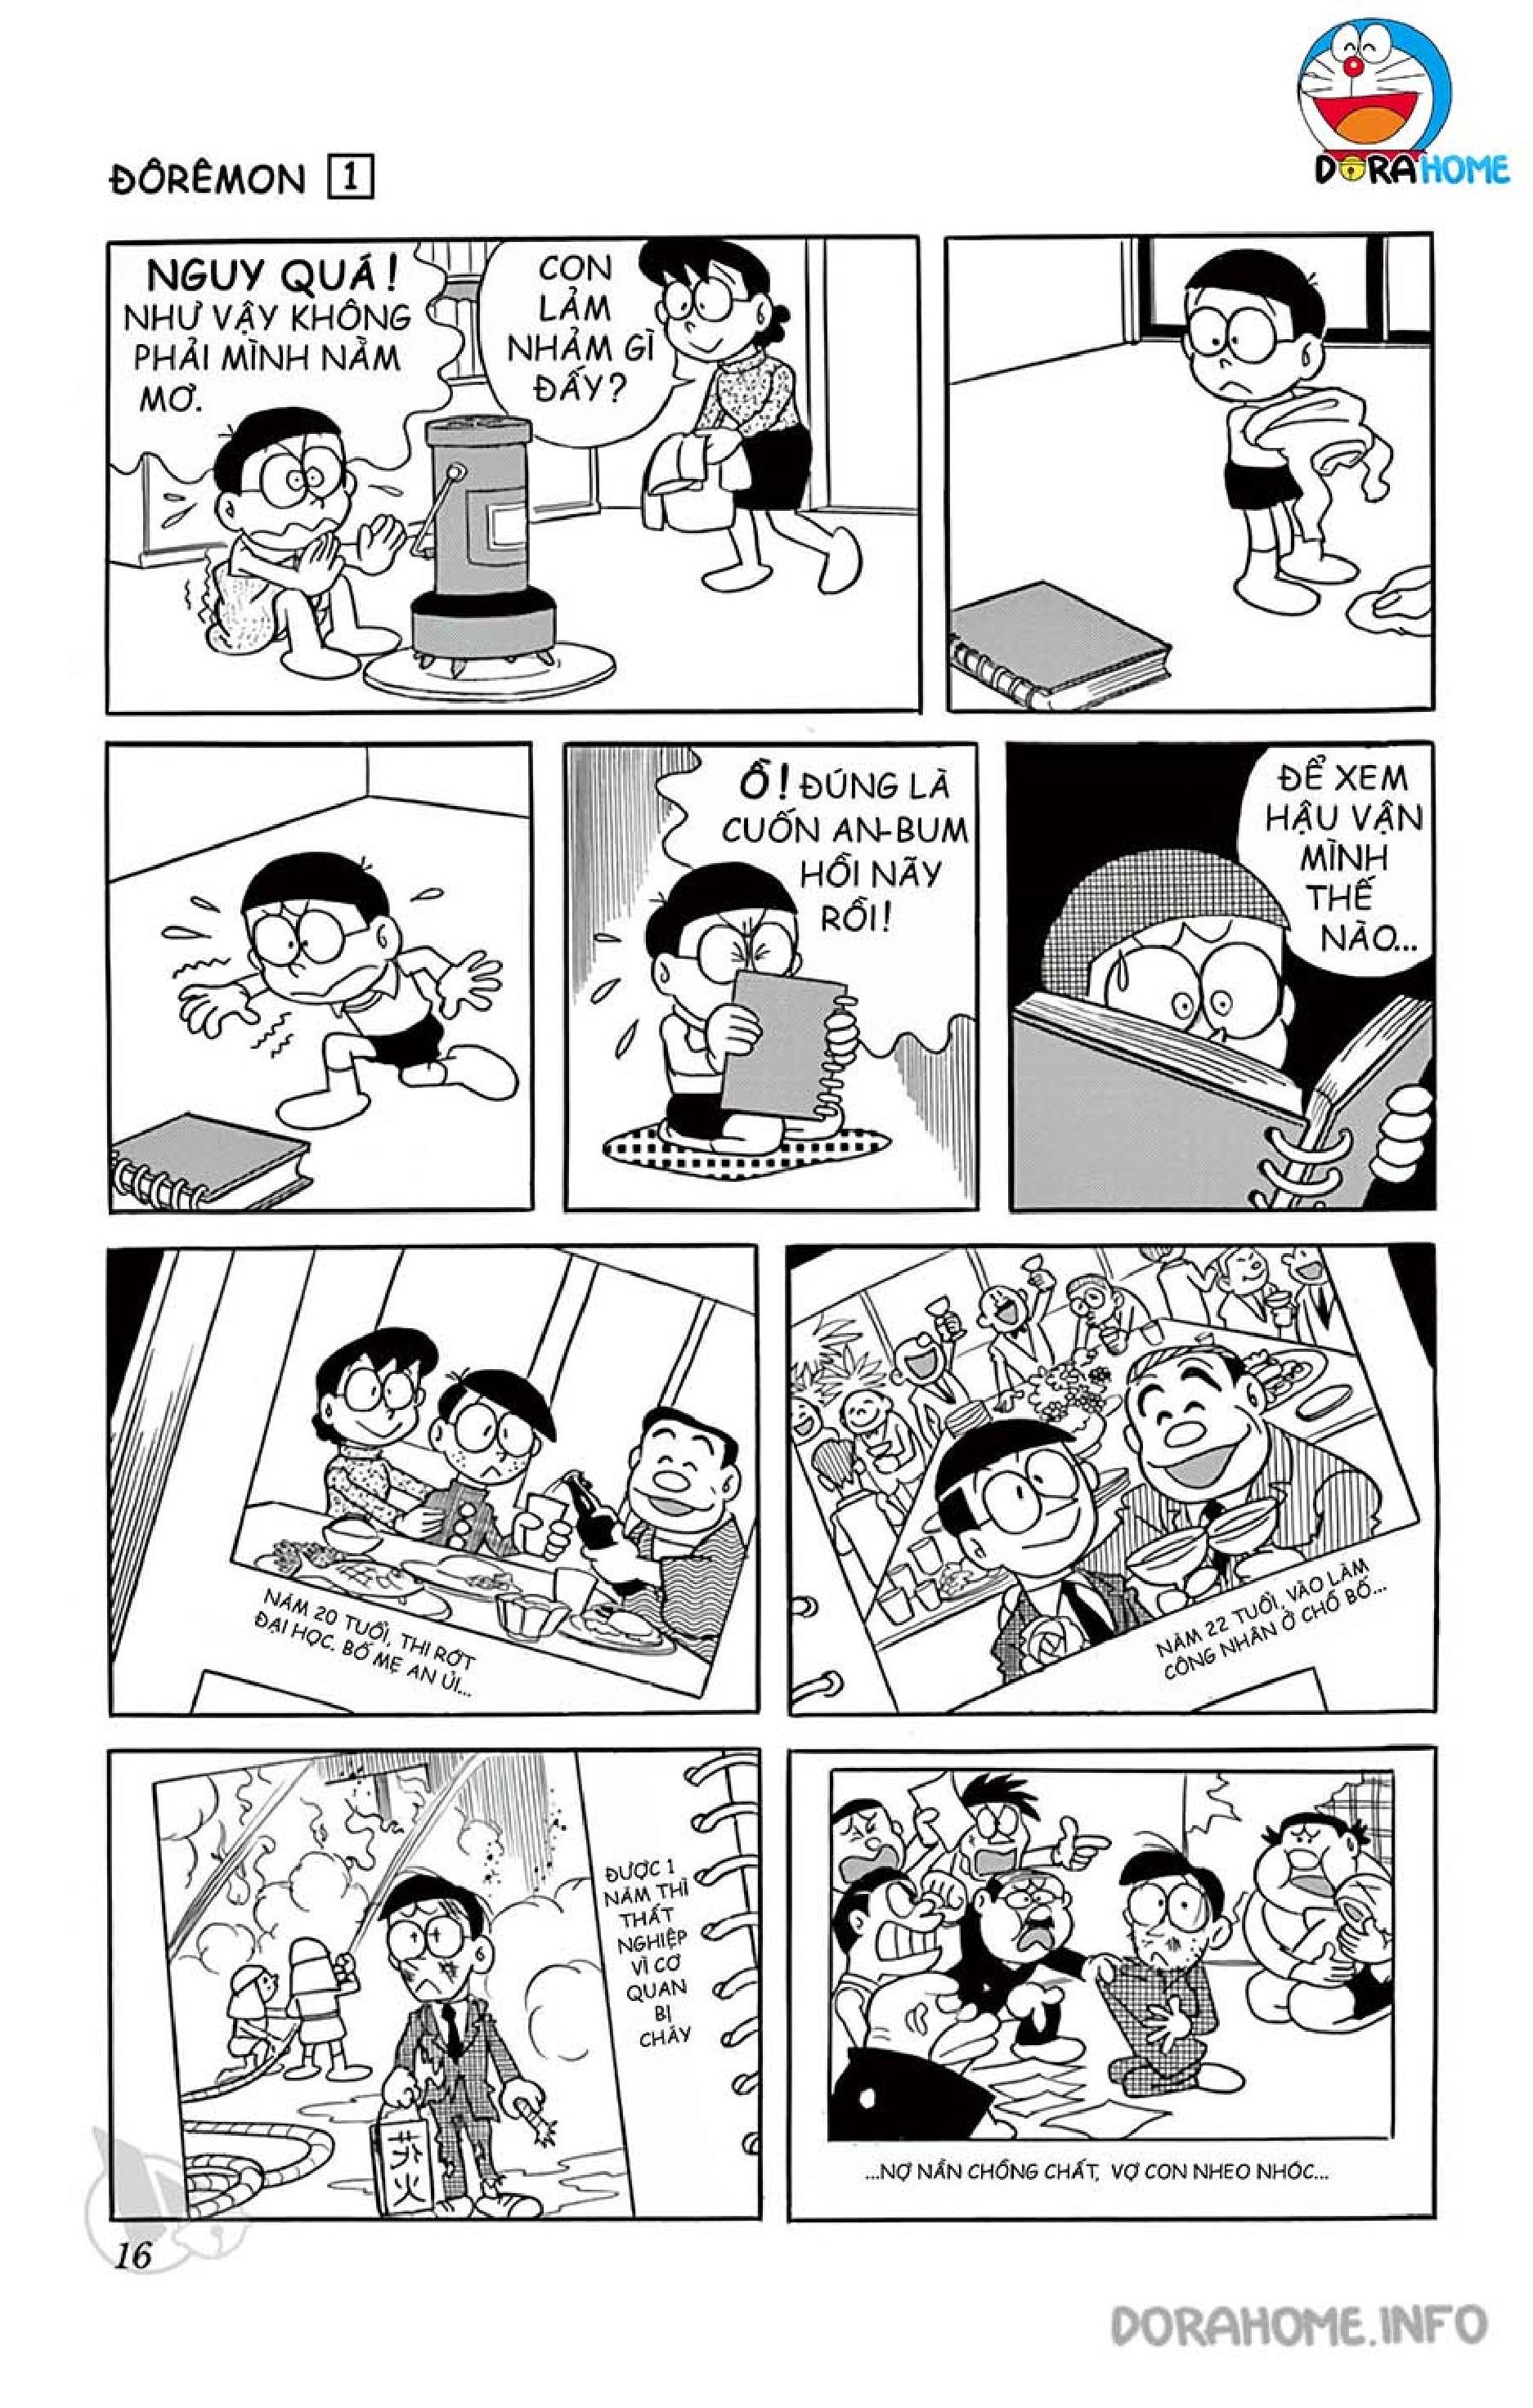 DORAHOME
ĐÔRÊMON 1
NGUY QUÁ!
NHƯ VẬY KHÔNG
PHẢI MÌNH NẰM
MƠ.
CON
LẢM
NHẢM GÌ
ĐẤY?
Ồ! ĐÚNG LÀ
CUỐN AN-BUM
HỒI NÃY
RỒI!
ĐỂ XEM
HẬU VẬN
MÌNH
THẾ
NÀO...
NĂM 20 TUỔI, THI RỚT
ĐẠI HỌC. BỐ MẸ AN ỦI...
NĂM 22 TUỔI, VÀO LÀM
CÔNG NHÂN Ở CHỖ BỐ...
ĐƯỢC 1
NĂM THÌ
THẤT
NGHIỆP
VÌ CƠ
QUAN
BỊ
CHÁY
...NỢ NẦN CHỒNG CHẤT, VỢ CON NHEO NHÓC...
16
DORAHOME.INFO